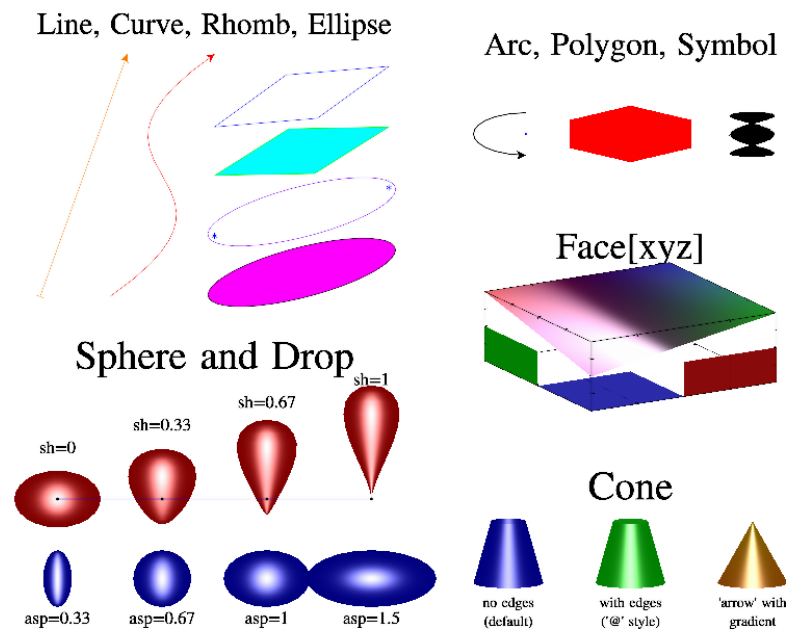 Line, Curve, Rhomb, Ellipse
Arc, Polygon, Symbol
Face[xyz]
Sphere and Drop
sh=0
sh=0.33
sh=0.67
sh=1
asp=0.33
asp=0.67
asp=1
asp=1.5
Cone
no edges
(default)
with edges
('@' style)
'arrow' with
gradient